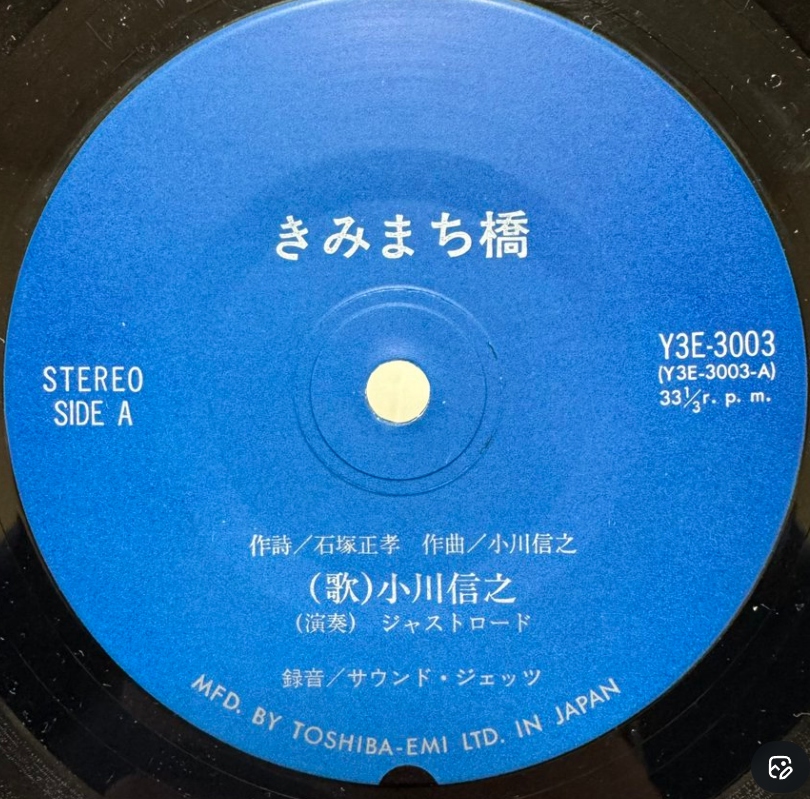 きみまち橋
STEREO
SIDE A
Y3E-3003
(Y3E-3003-A)
33⅓r. p. m.
作詩／石塚正孝　作曲／小川信之
(歌)小川信之
(演奏)　ジャストロード
録音／サウンド・ジェッツ
MFD. BY TOSHIBA-EMI LTD. IN JAPAN